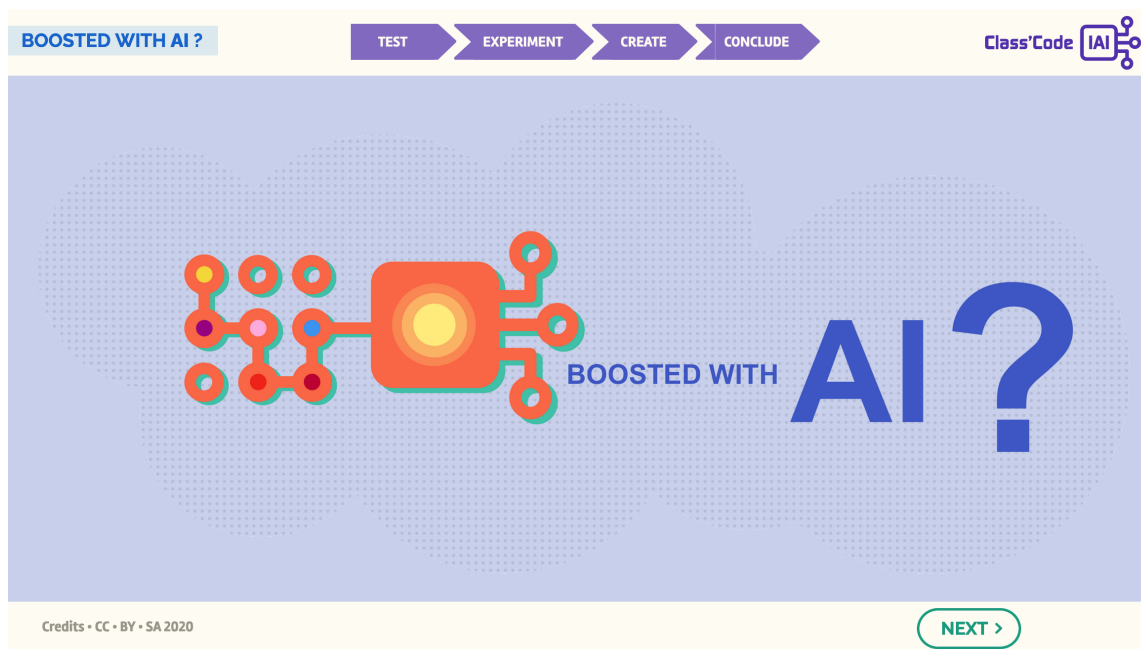 BOOSTED WITH AI ?
TEST
EXPERIMENT
CREATE
CONCLUDE
Class'Code IAI
BOOSTED WITH AI?
Credits • CC • BY • SA 2020
NEXT >